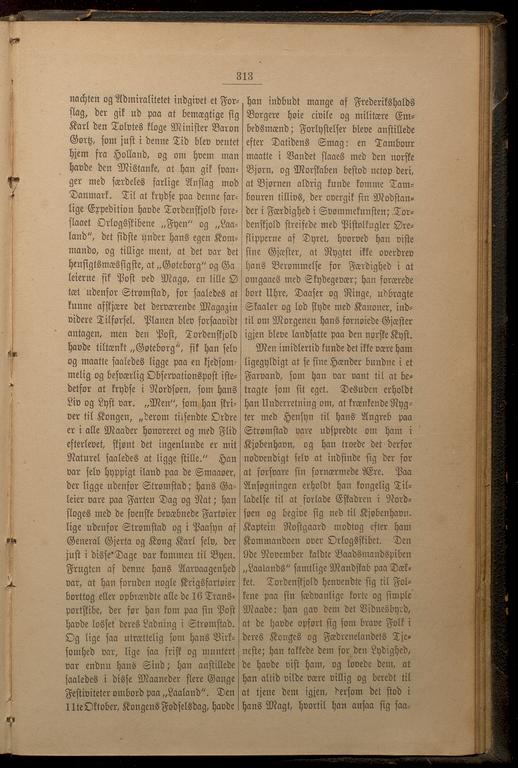 313
nachten og Admiralitetet indgivet et For-
slag, der gik ud paa at bemægtige sig
Karl den Tolvtes kloge Minister Baron
Gørtz, som just i denne Tid blev ventet
hjem fra Holland, og om hvem man
havde den Mistanke, at han gik svan-
ger med særdeles farlige Anslag mod
Danmark. Til at krydse paa denne far-
lige Expedition havde Tordenskjold fore-
slaaet Orlogsskibene „Fyen“ og „Laa-
land“, det sidste under hans egen Kom-
mando, og tillige ment, at det var det
hensigtsmæssigste, at „Gøteborg“ og Ga
leierne fik Post ved Magø, en lille Ø
tæt udenfor Strømstad, for saaledes at
kunne afskjære det derværende Magazin
videre Tilførsel. Planen blev forsaavidt
antagen, men den Post, Tordenskjold
havde tiltænkt „Gøteborg“, fik han selv
og maatte saaledes ligge paa en kjedsom-
melig og besværlig Observationspost iste-
detfor at krydse i Nordsøen, som hans
Liv og Lyst var. „Men“, som han skri-
ver til Kongen, „derom tilsendte Ordre
er i alle Maader honoreret og med Flid
efterlevet, skjønt det ingenlunde er mit
Naturel saaledes at ligge stille.“ Han
var selv hyppigt iland paa de Smaaøer,
der ligge udenfor Strømstad; hans Ga-
leier vare paa Farten Dag og Nat; han
sloges med de svenske bevæbnede Fartøier
lige udenfor Strømstad og i Paasyn af
General Gjerta og Kong Karl selv, der
just i disse Dage var kommen til Byen.
Frugten af denne hans Aarvaagenhed
var, at han foruden nogle Krigsfartøier
borttog eller opbrændte alle de 16 Trans-
portskibe, der før han kom paa sin Post
havde losset deres Ladning i Strømstad.
Og lige saa utrættelig som hans Virk-
somhed var, lige saa frisk og muntert
var endnu hans Sind; han anstillede
saaledes i disse Maaneder flere Gange
Festiviteter ombord paa „Laaland“. Den
11te Oktober, Kongens Fødselsdag, havde
han indbudt mange af Frederikshalds
Borgere høie civile og militære Em-
bedsmænd; Forlystelser bleve anstillede
efter Datidens Smag: en Tambour
maatte i Vandet slaaes med den norske
Bjørn, og Morskaben bestod netop deri,
at Bjørnen aldrig kunde komme Tam-
bouren tillivs, der overgik sin Modstan-
der i Færdighed i Svømmekunsten; Tor-
denskjold streifede med Pistolkugler Øre-
slipperne af Dyret, hvorved han viste
sine Gjæster, at Rygtet ikke overdrev
hans Berømmelse for Færdighed i at
omgaaes med Skydegevær; han forærede
bort Uhre, Daaser og Ringe, udbragte
Skaaler og lod skyde med Kanoner, ind-
til om Morgenen hans fornøiede Gjæster
igjen bleve landsatte paa den norske Kyst.
Men imidlertid kunde det ikke være ham
ligegyldigt at se sine Hænder bundne i et
Farvand, som han var vant til at be-
tragte som sit eget. Desuden erholdt
han Underretning om, at krænkende Ryg-
ter med Hensyn til hans Angreb paa
Strømstad vare udspredte om ham i
Kjøbenhavn, og han troede det derfor
nødvendigt selv at indfinde sig der for
at forsvare sin fornærmede Ære. Paa
Ansøgningen erholdt han kongelig Til-
ladelse til at forlade Eskadren i Nord-
søen og begive sig ned til Kjøbenhavn.
Kaptein Rostgaard modtog efter ham
Kommandoen over Orlogsskibet. Den
9de November kaldte Baadsmandspiben
„Laalands“ samtlige Mandskab paa Dæk-
ket. Tordenskjold henvendte sig til Fol-
kene paa sin sædvanlige korte og simple
Maade: han gav dem det Vidnesbyrd,
at de havde opført sig som brave Folk i
deres Konges og Fædrenelandets Tje-
neste; han takkede dem for den Lydighed,
de havde vist ham, og lovede dem, at
han altid vilde være villig og beredt til
at tjene dem igjen, dersom det stod i
hans Magt, hvortil han ansaa sig saa-